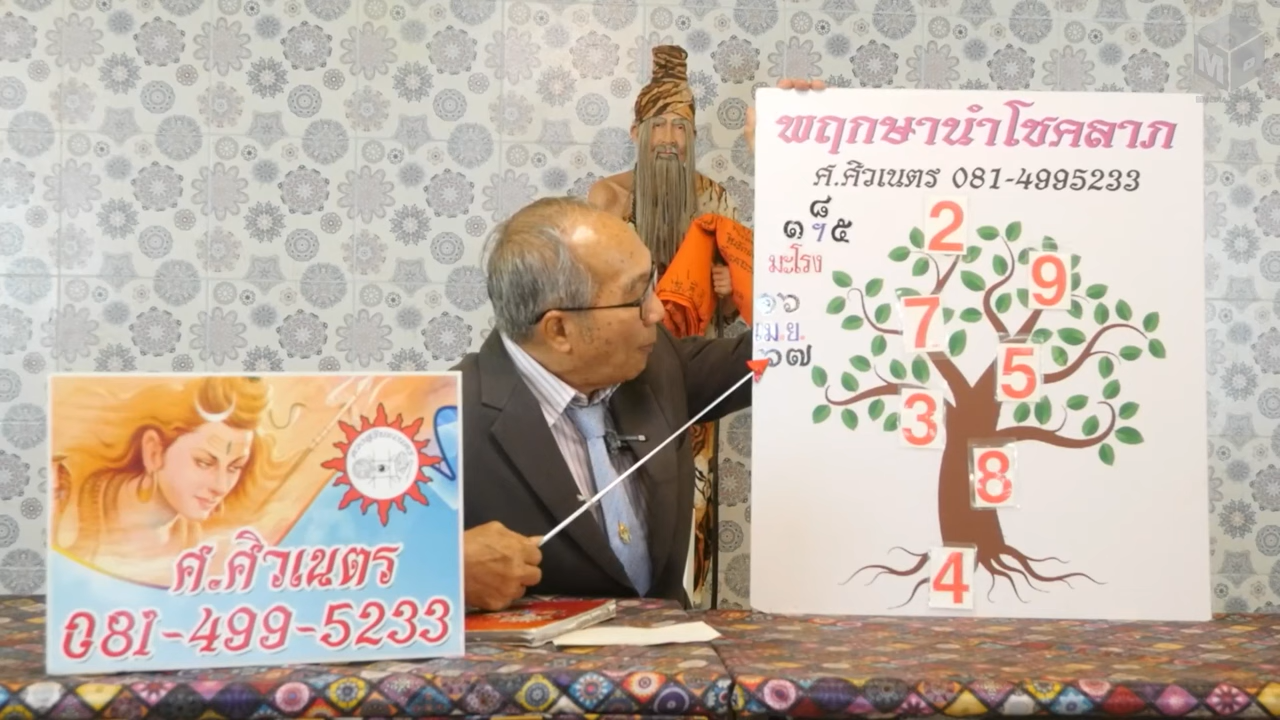 พฤกษานำโชคลาภ
ศ.ศิวเนตร 081-4995233
๘
๓ ฯ ๕
มะโรง
๑๖
เม.ย.
๖๗
2
9
7
5
3
8
4
ศ.ศิวเนตร
081-499-5233